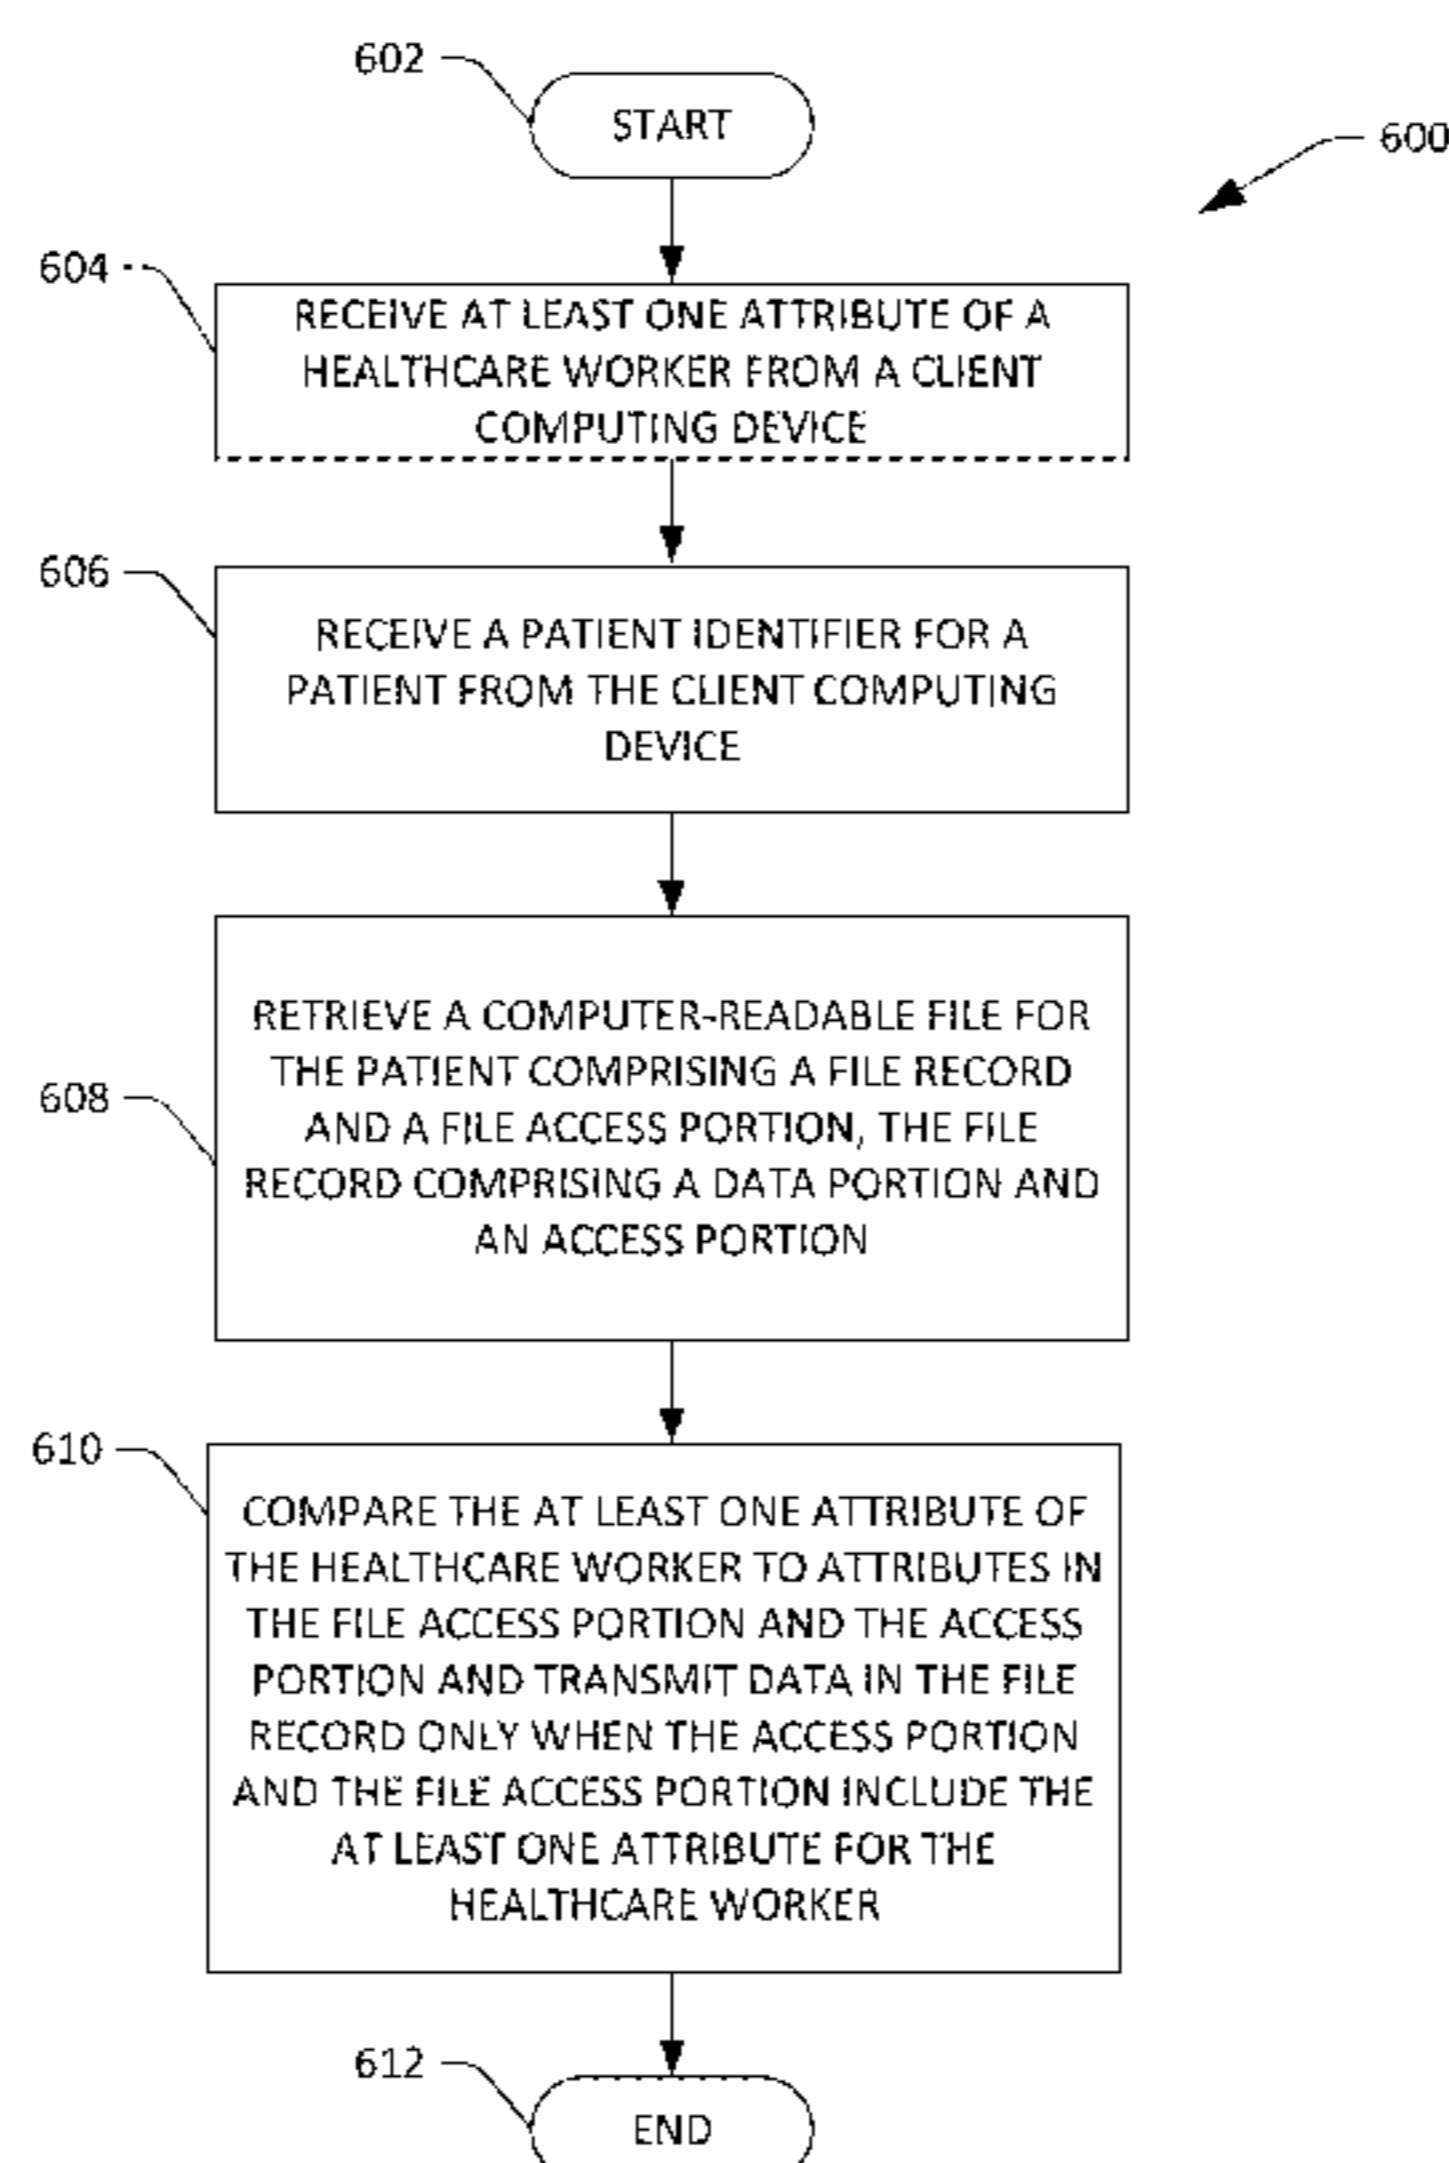 602
START
600
604
RECEIVE AT LEAST ONE ATTRIBUTE OF A
HEALTHCARE WORKER FROM A CLIENT
COMPUTING DEVICE
606
RECEIVE A PATIENT IDENTIFIER FOR A
PATIENT FROM THE CLIENT COMPUTING
DEVICE
608
RETRIEVE A COMPUTER-READABLE FILE FOR
THE PATIENT COMPRISING A FILE RECORD
AND A FILE ACCESS PORTION, THE FILE
RECORD COMPRISING A DATA PORTION AND
AN ACCESS PORTION
610
COMPARE THE AT LEAST ONE ATTRIBUTE OF
THE HEALTHCARE WORKER TO ATTRIBUTES IN
THE FILE ACCESS PORTION AND THE ACCESS
PORTION AND TRANSMIT DATA IN THE FILE
RECORD ONLY WHEN THE ACCESS PORTION
AND THE FILE ACCESS PORTION INCLUDE THE
AT LEAST ONE ATTRIBUTE FOR THE
HEALTHCARE WORKER
612
END